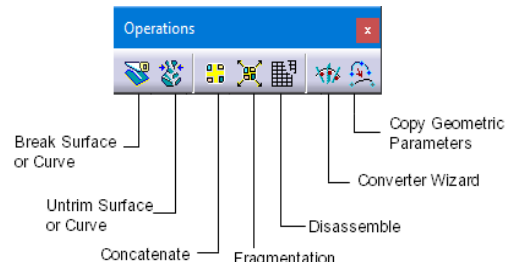 Operations
x
Copy Geometric
Parameters
Break Surface
or Curve
Converter Wizard
Untrim Surface
or Curve
Disassemble
Concatenate
Fragmentation